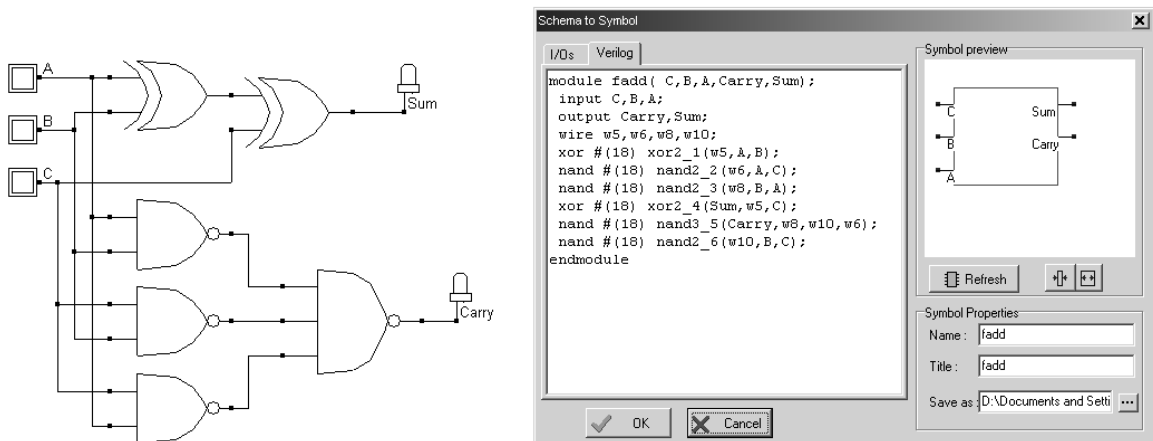 A
B
C
Sum
Carry
Schema to Symbol
I/Os Verilog
module fadd( C,B,A,Carry,Sum);
input C,B,A;
output Carry,Sum;
wire w5,w6,w8,w10;
xor #(18) xor2_1(w5,A,B);
nand #(18) nand2_2(w6,A,C);
nand #(18) nand2_3(w8,B,A);
xor #(18) xor2_4(Sum,w5,C);
nand #(18) nand3_5(Carry,w8,w10,w6);
nand #(18) nand2_6(w10,B,C);
endmodule
OK
Cancel
Symbol preview
C Sum
B Carry
A
Refresh
Symbol Properties
Name : fadd
Title : fadd
Save as : D:\Documents and Setti ...